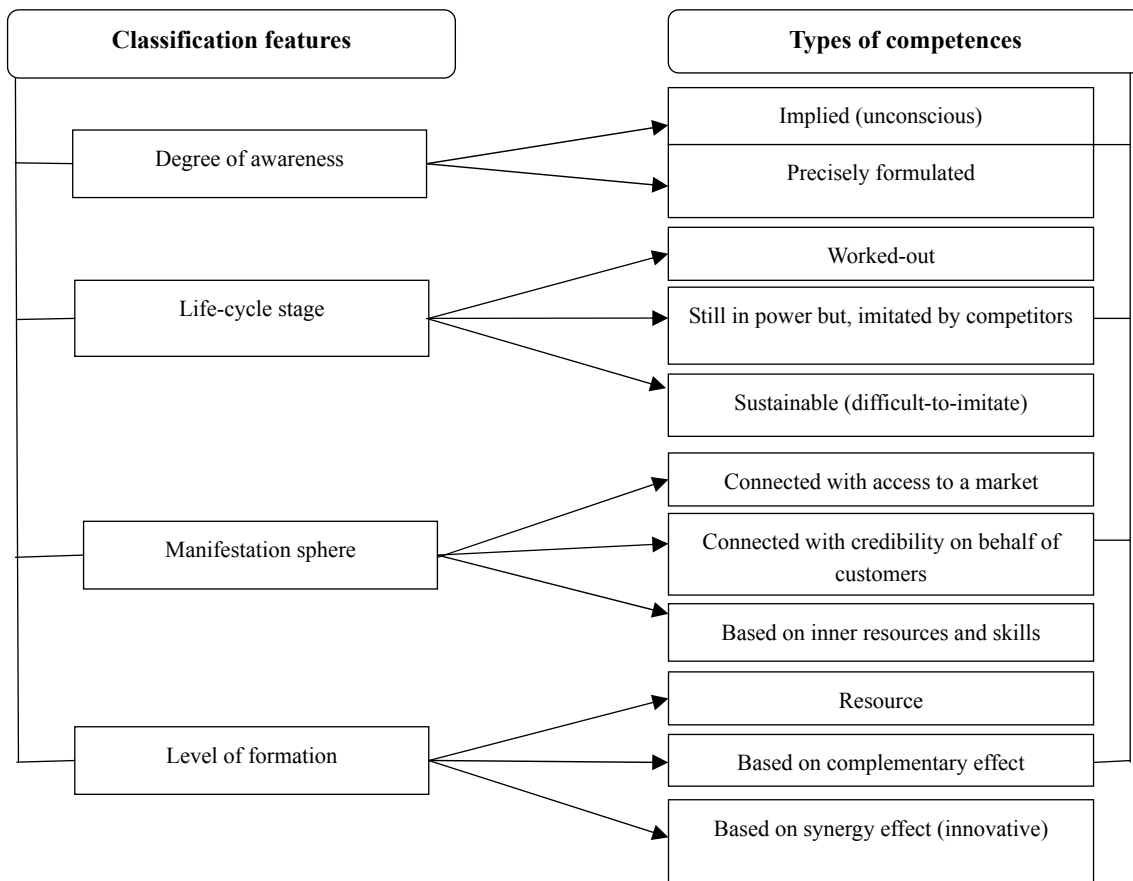 Classification features
Types of competences
Degree of awareness
Implied (unconscious)
Precisely formulated
Life-cycle stage
Worked-out
Still in power but, imitated by competitors
Sustainable (difficult-to-imitate)
Manifestation sphere
Connected with access to a market
Connected with credibility on behalf of
customers
Based on inner resources and skills
Level of formation
Resource
Based on complementary effect
Based on synergy effect (innovative)